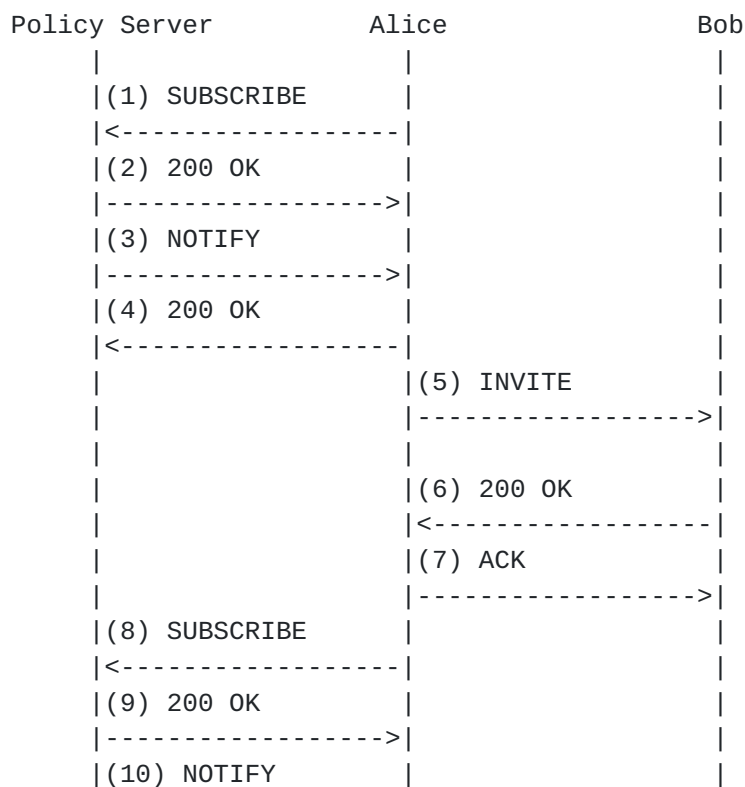 Policy Server          Alice                Bob
     |                   |                   |
     |(1) SUBSCRIBE      |                   |
     |<------------------|                   |
     |(2) 200 OK         |                   |
     |------------------>|                   |
     |(3) NOTIFY         |                   |
     |------------------>|                   |
     |(4) 200 OK         |                   |
     |<------------------|                   |
     |                   |(5) INVITE         |
     |                   |------------------>|
     |                   |                   |
     |                   |(6) 200 OK         |
     |                   |<------------------|
     |                   |(7) ACK            |
     |                   |------------------>|
     |(8) SUBSCRIBE      |                   |
     |<------------------|                   |
     |(9) 200 OK         |                   |
     |------------------>|                   |
     |(10) NOTIFY        |                   |